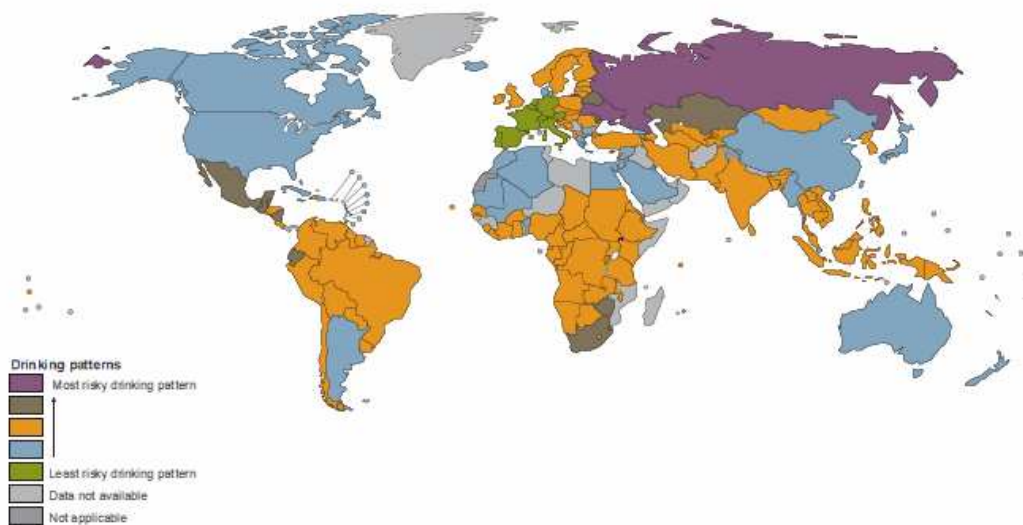 Drinking patterns
Most risky drinking pattern
Least risky drinking pattern
Data not available
Not applicable